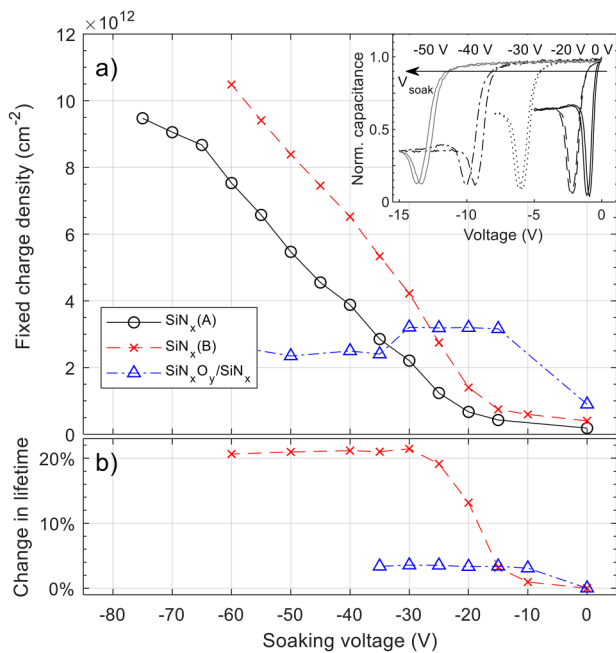 ×10^12
a)
Fixed charge density (cm^-2)
12
10
8
6
4
2
0
SiN_x(A)
SiN_x(B)
SiN_xO_y/SiN_x
-50 V -40 V -30 V -20 V 0 V
V_soak
Norm. capacitance
1.0
0.5
0
-15 -10 -5 0
Voltage (V)
b)
Change in lifetime
20%
10%
0%
-80 -70 -60 -50 -40 -30 -20 -10 0
Soaking voltage (V)